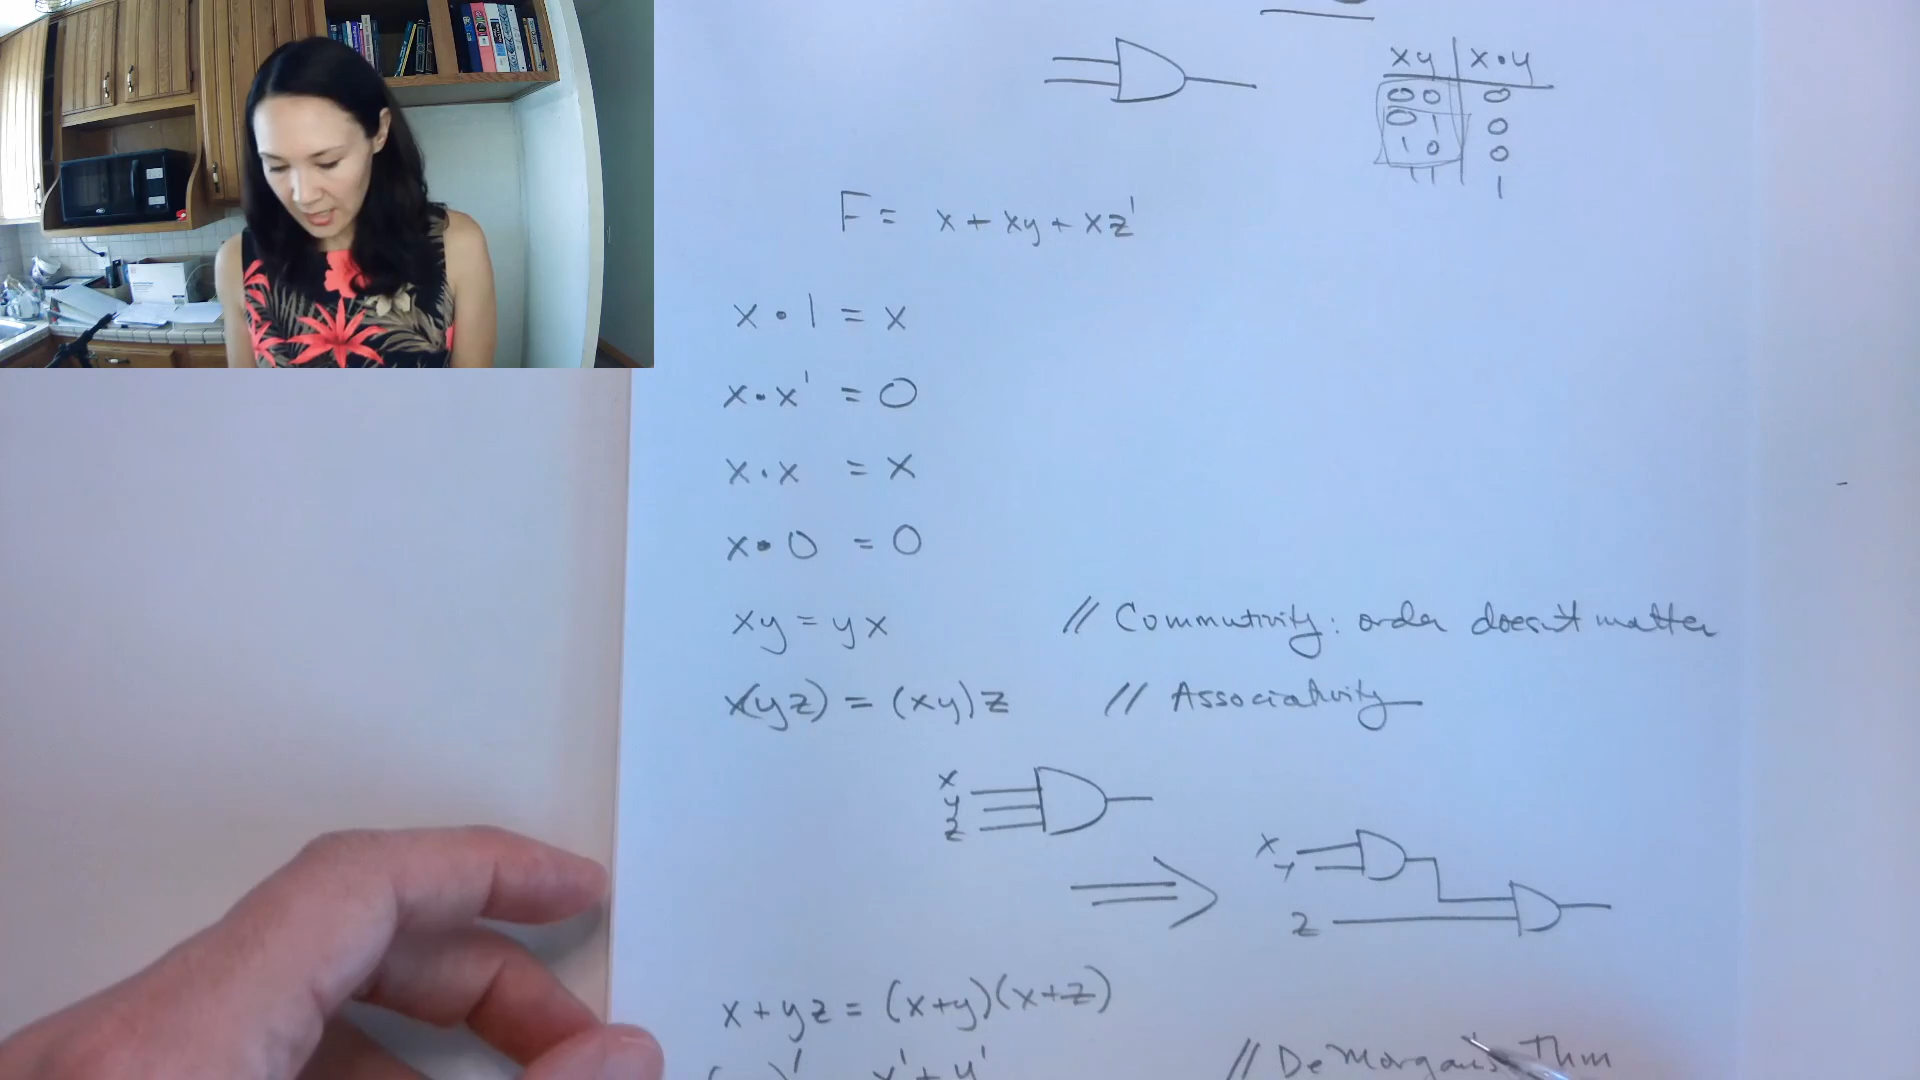 xy | x•y
00 | 0
01 | 0
10 | 0
11 | 1
F = x + xy + xz'
x • 1 = x
x • x' = 0
x • x = x
x • 0 = 0
xy = yx // Commutivity: order doesn't matter
x(yz) = (xy)z // Associativity
x
y
z
x
y
z
x + yz = (x+y)(x+z)
x' + y' // DeMorgan's Thm